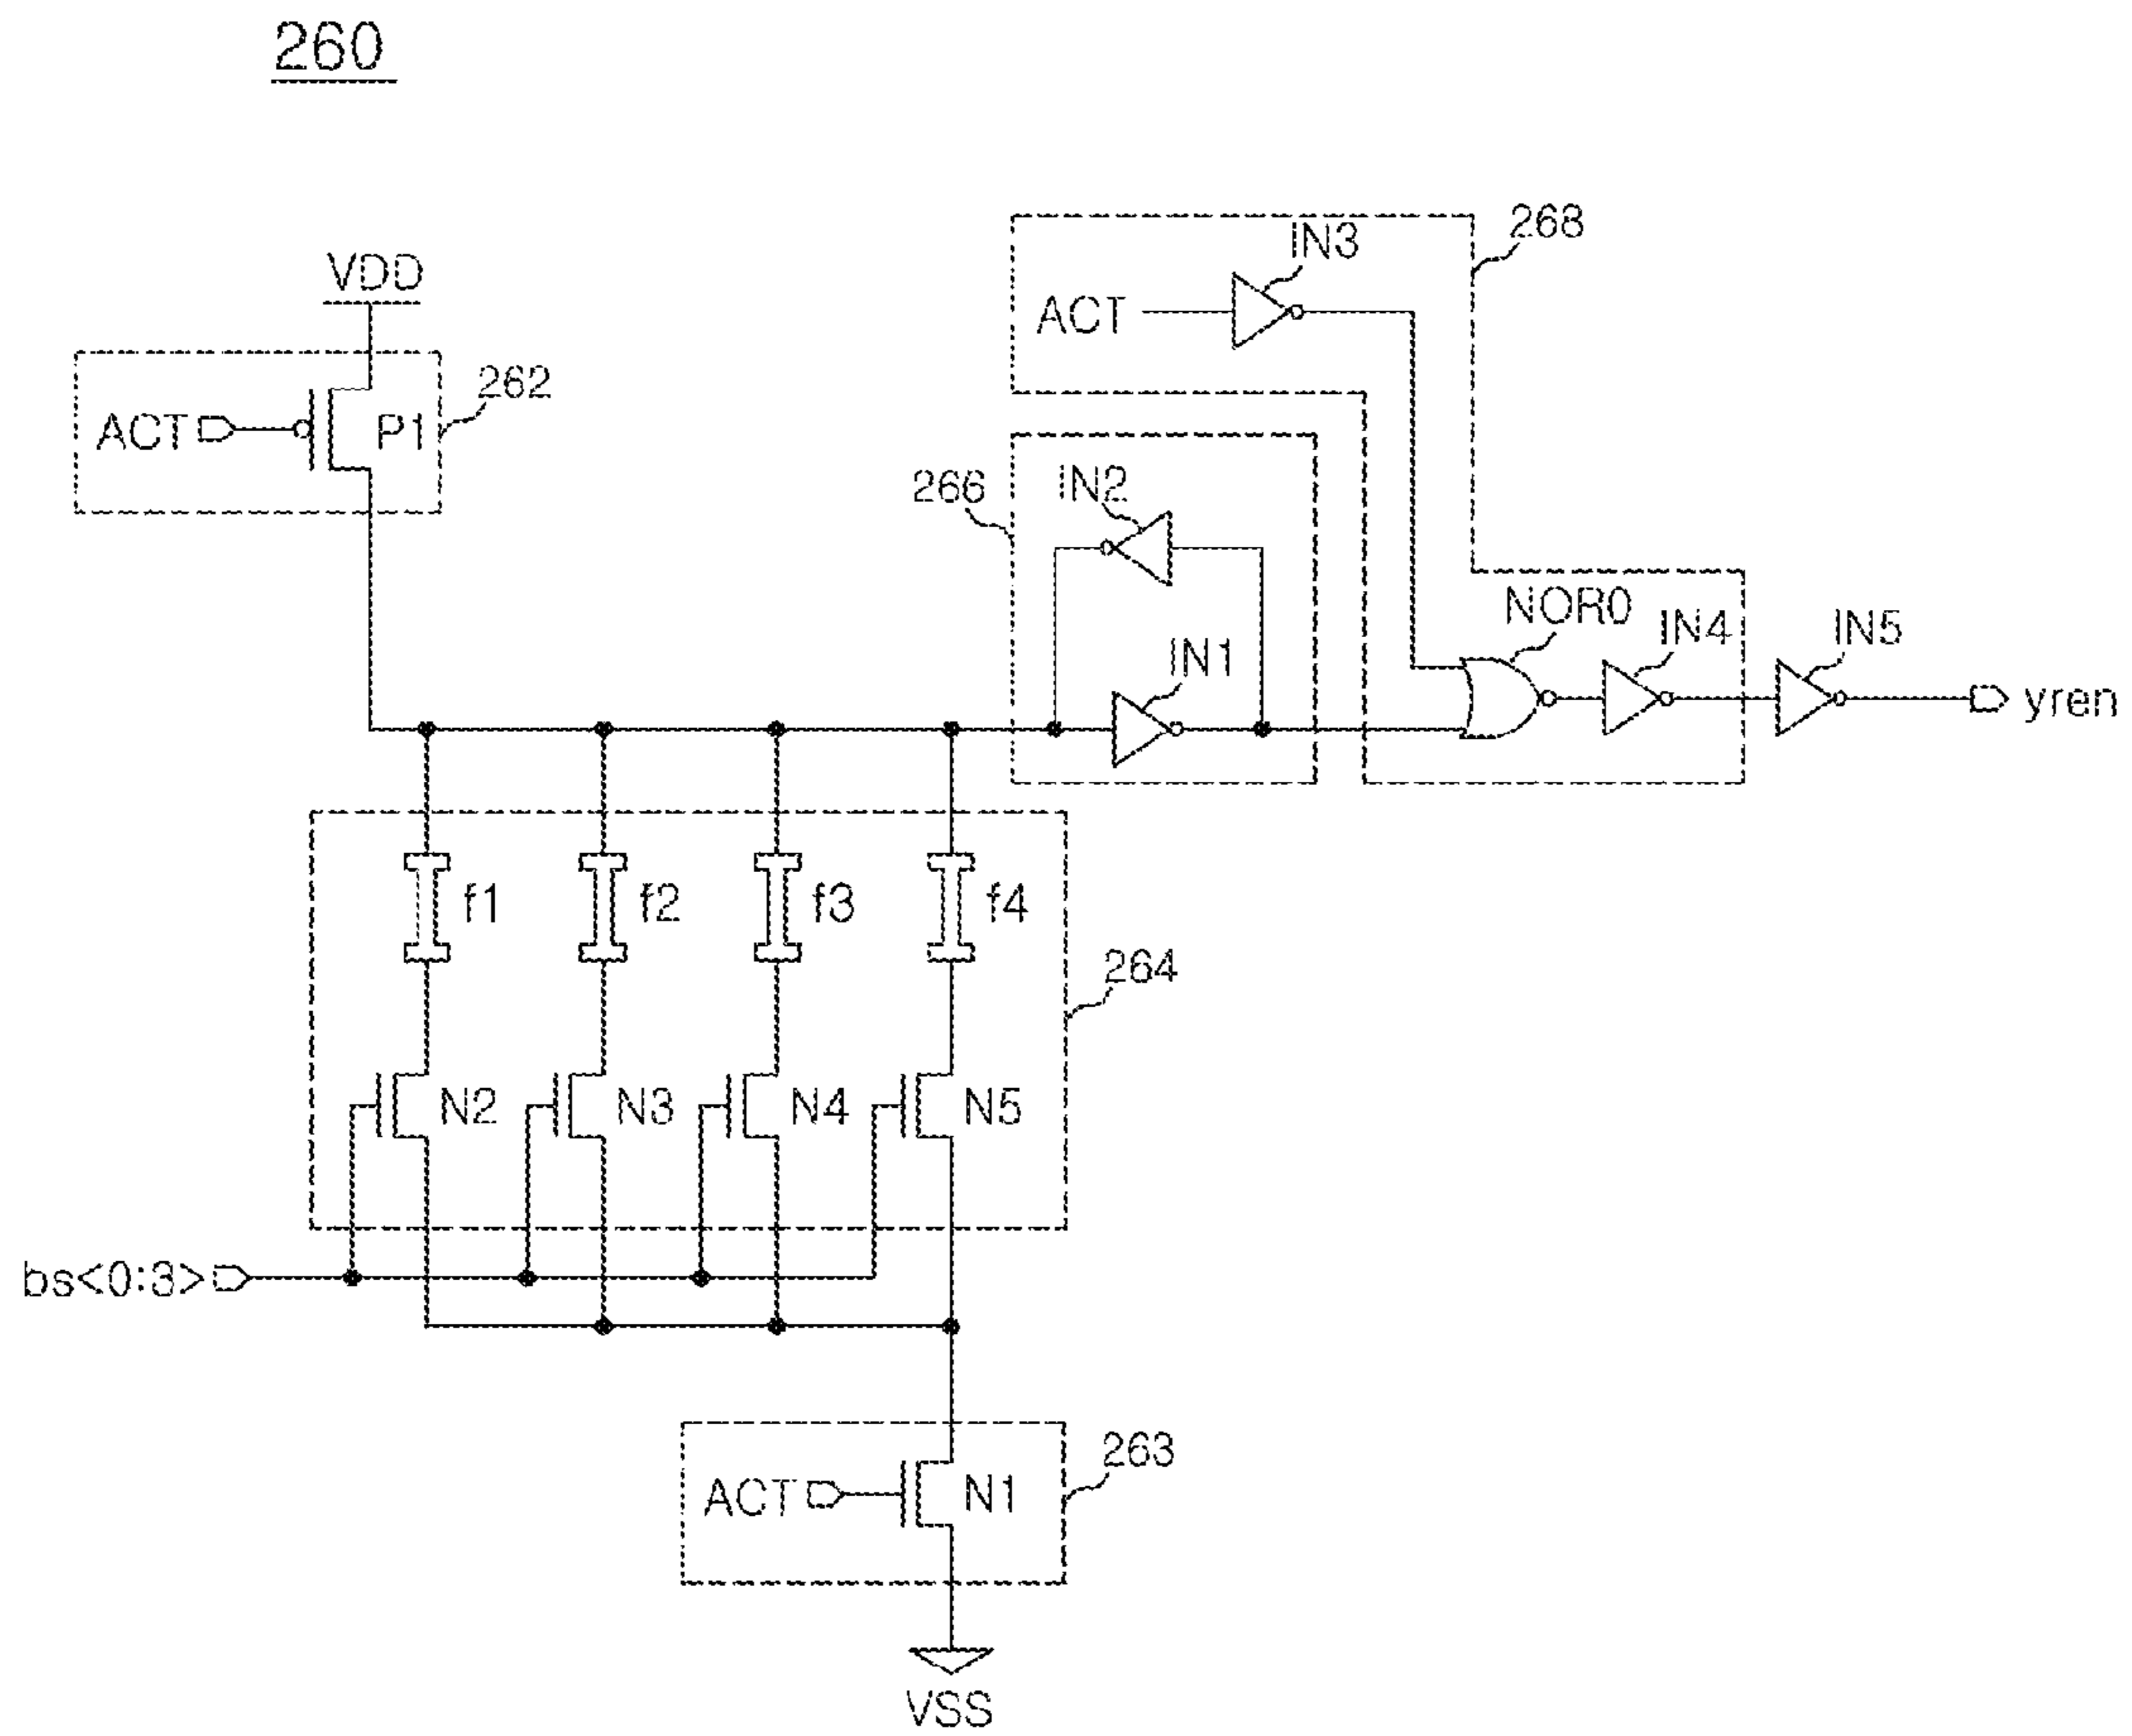 260
268
IN3
ACT
VDD
262
ACT
P1
266
IN2
IN1
NOR0
IN4
IN5
yren
f1
f2
f3
f4
264
N2
N3
N4
N5
bs<0:3>
263
ACT
N1
VSS